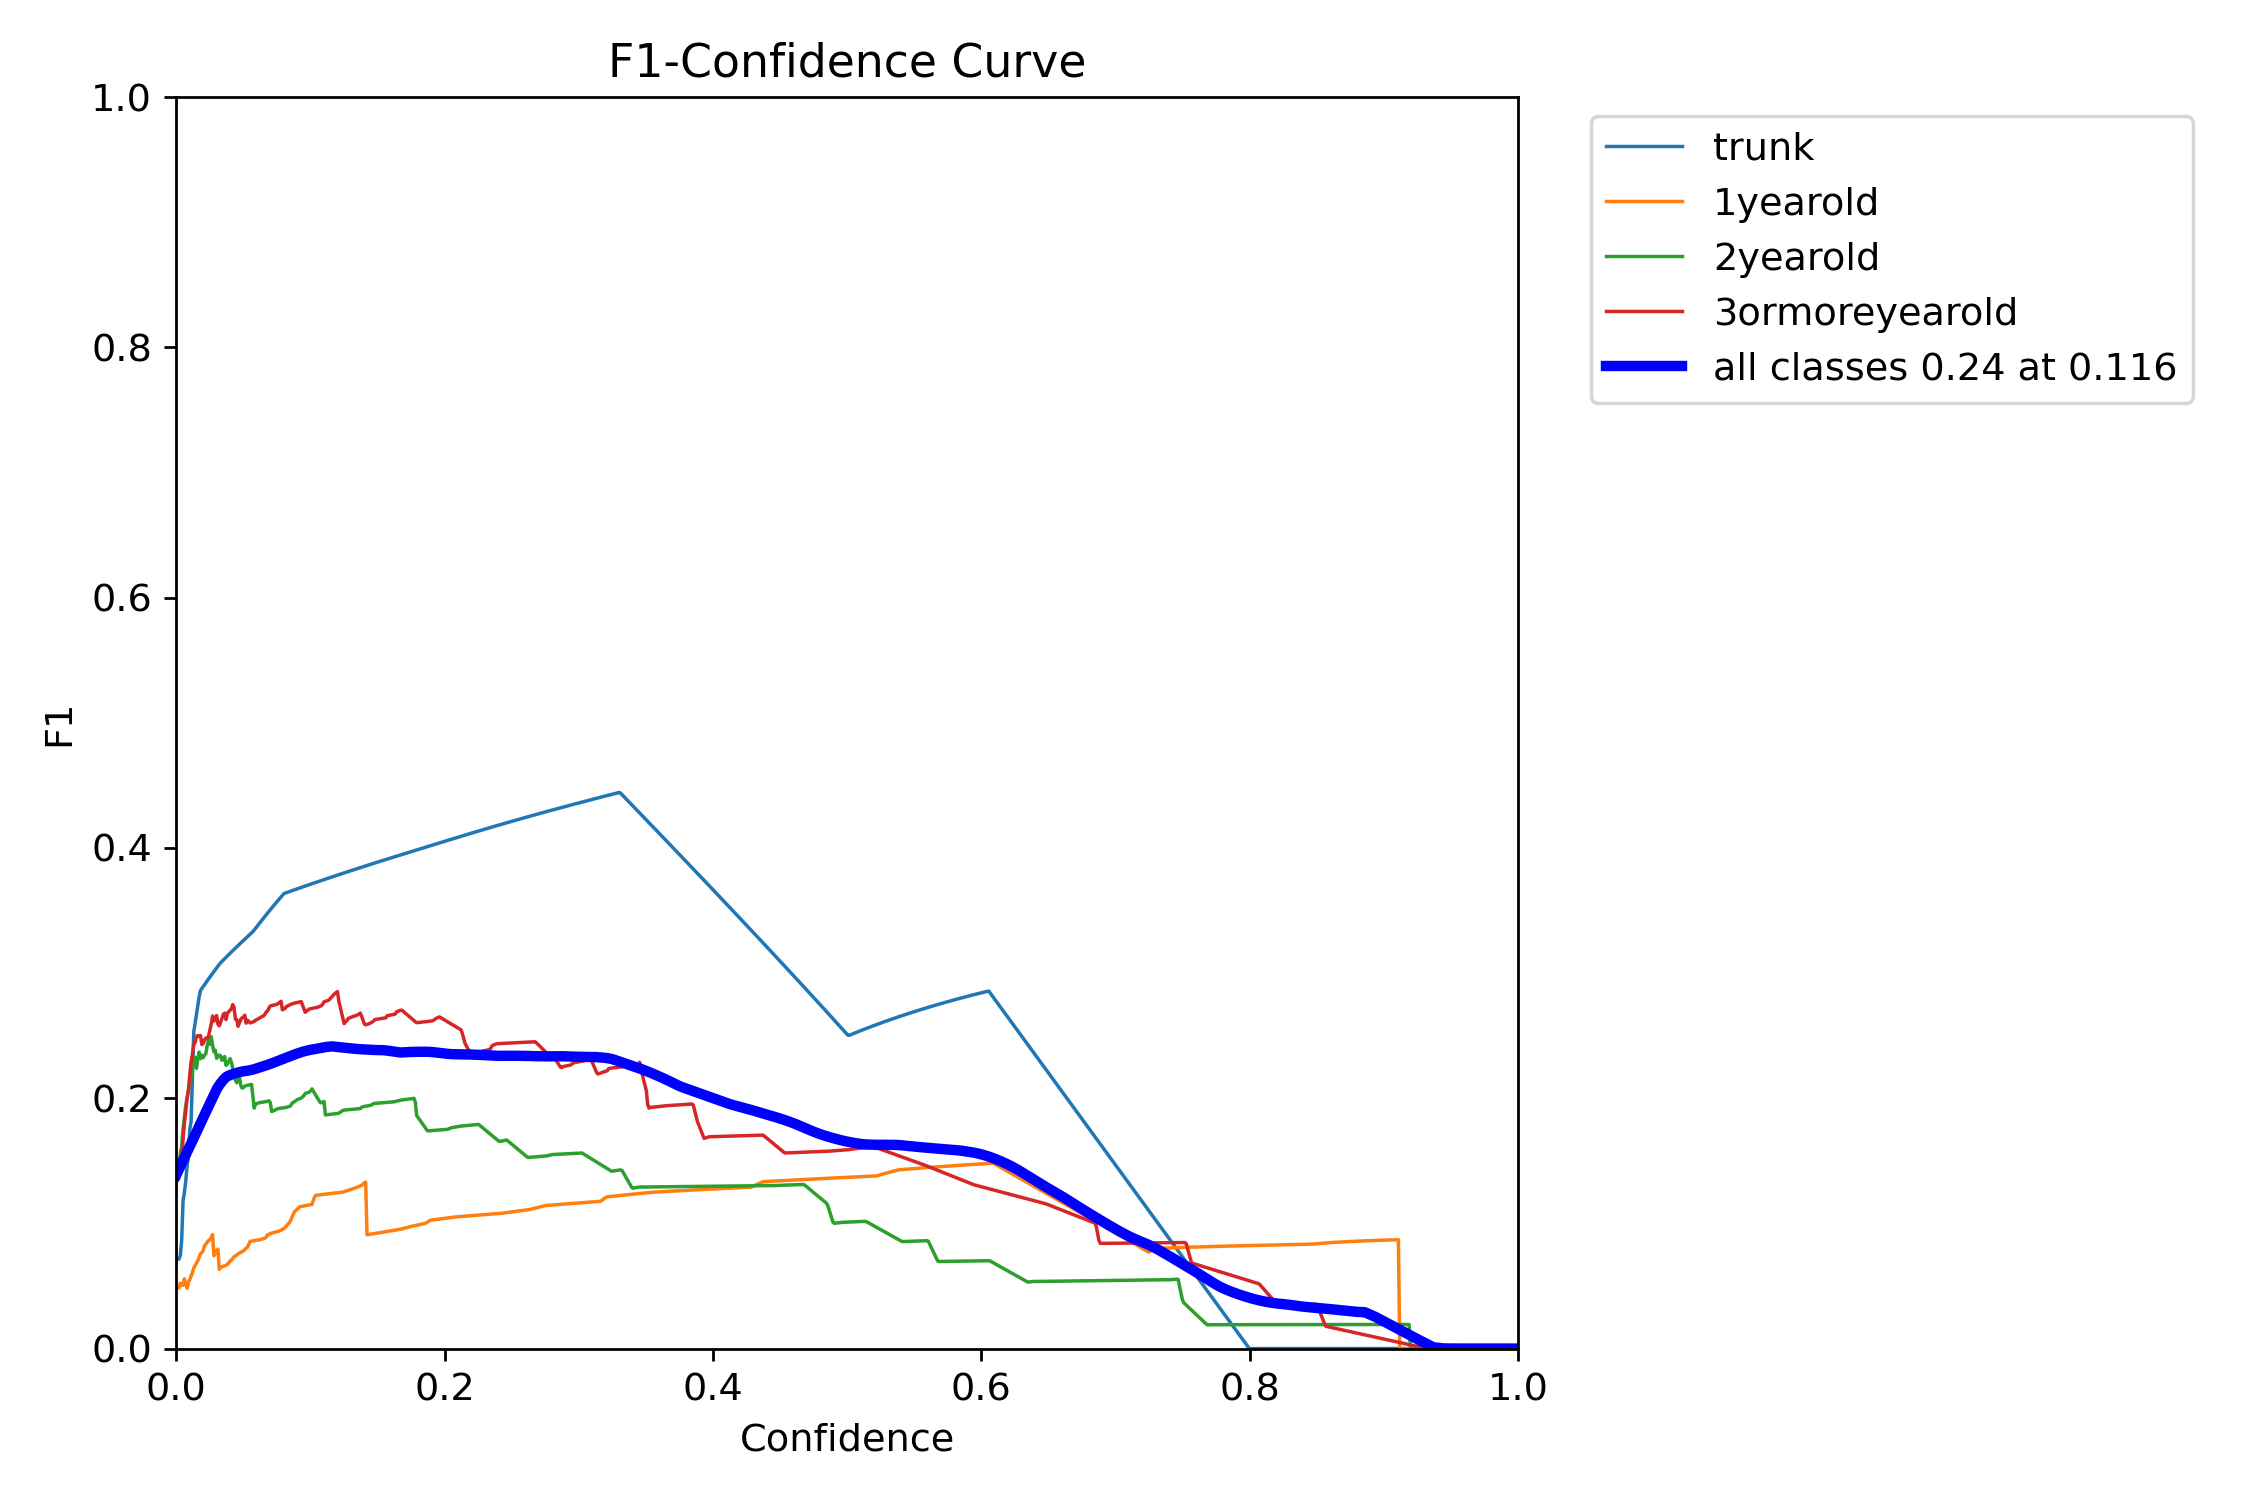 F1-Confidence Curve
1.0
0.8
0.6
0.4
0.2
0.0
F1
0.0 0.2 0.4 0.6 0.8 1.0
Confidence
trunk
1yearold
2yearold
3ormoreyearold
all classes 0.24 at 0.116